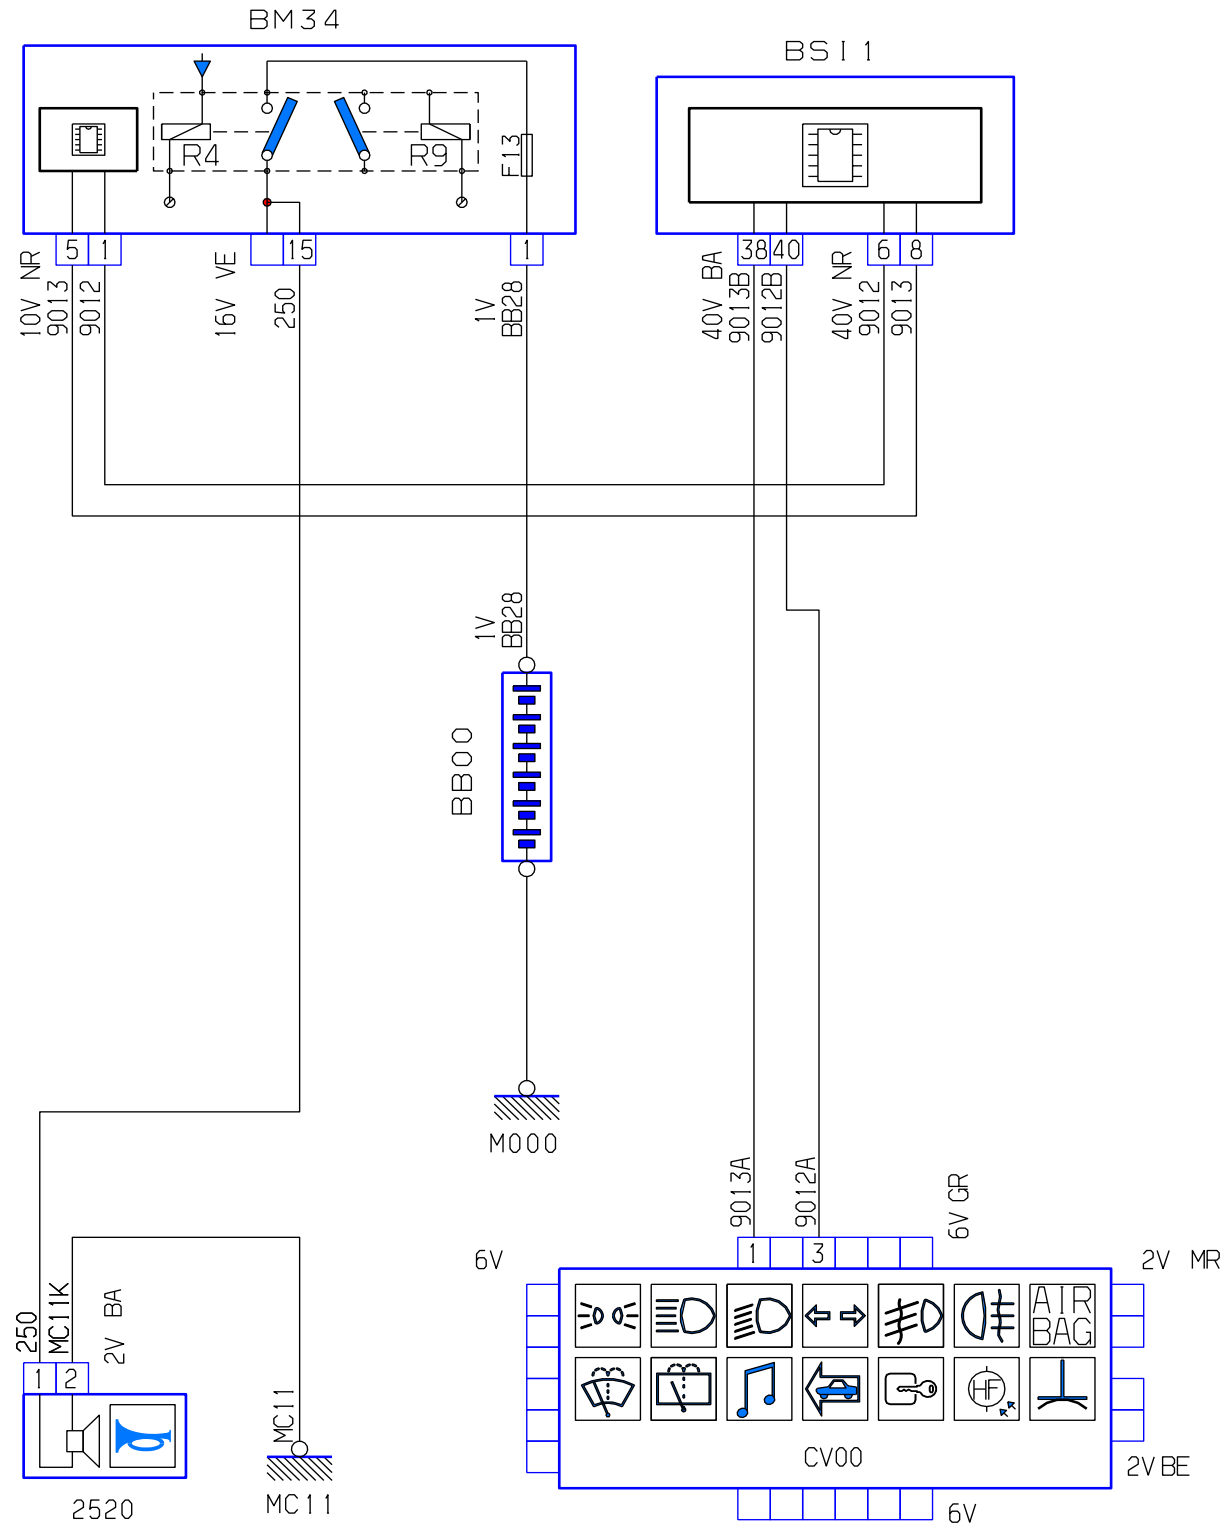 BM34
BSI1
R4
R9
F13
5
1
15
1
38
40
6
8
10V NR
9013
9012
16V VE
250
1V
BB28
40V BA
9013B
9012B
40V NR
9012
9013
1V
BB28
BB00
M000
9013A
9012A
6V GR
6V
1
3
2V MR
AIR
BAG
HF
CV00
2V BE
6V
250
MC11K
2V BA
1
2
2520
MC11
MC11